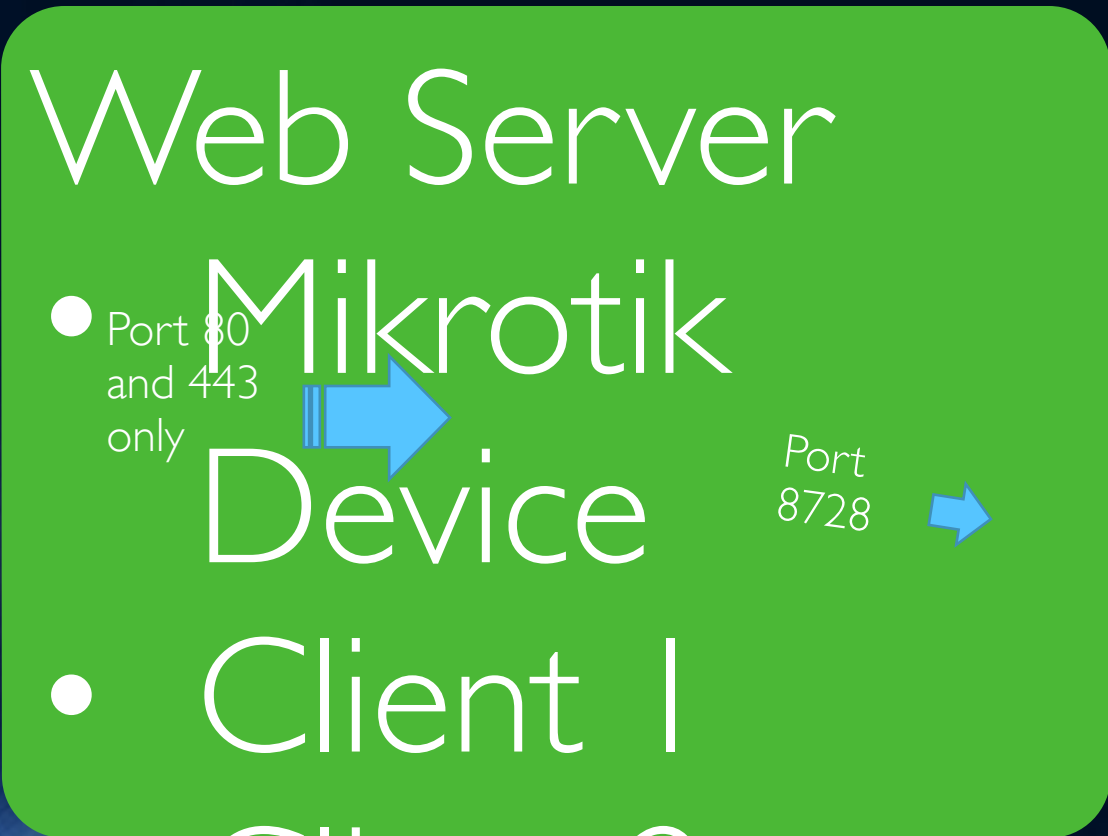 Web Server
• Mikrotik
Device
• Client 1
Port 80
and 443
only
Port
8728